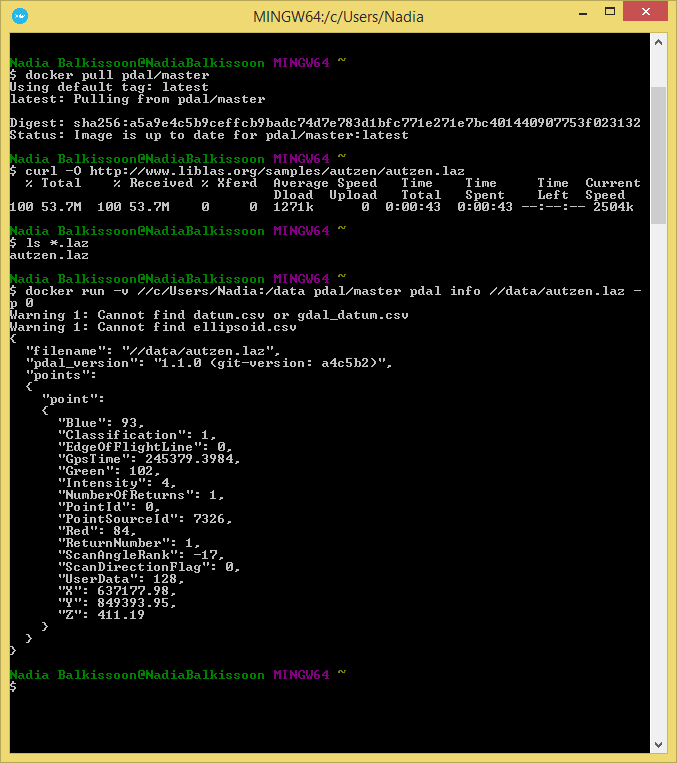 MINGW64:/c/Users/Nadia
Nadia Balkissoon@NadiaBalkissoon MINGW64 ~
$ docker pull pdal/master
Using default tag: latest
latest: Pulling from pdal/master
Digest: sha256:a5a9e4c5b9ceffcb9badc74d7e783d1bfc771e271e7bc401440907753f023132
Status: Image is up to date for pdal/master:latest
Nadia Balkissoon@NadiaBalkissoon MINGW64 ~
$ curl -O http://www.liblas.org/samples/autzen/autzen.laz
  % Total    % Received % Xferd  Average Speed   Time    Time     Time  Current
                                 Dload  Upload   Total   Spent    Left  Speed
100 53.7M  100 53.7M    0     0  1271k      0  0:00:43  0:00:43 --:--:-- 2504k
Nadia Balkissoon@NadiaBalkissoon MINGW64 ~
$ ls *.laz
autzen.laz
Nadia Balkissoon@NadiaBalkissoon MINGW64 ~
$ docker run -v //c/Users/Nadia:/data pdal/master pdal info //data/autzen.laz -
p 0
Warning 1: Cannot find datum.csv or gdal_datum.csv
Warning 1: Cannot find ellipsoid.csv
{
  "filename": "//data/autzen.laz",
  "pdal_version": "1.1.0 (git-version: a4c5b2)",
  "points":
  {
    "point":
    {
      "Blue": 93,
      "Classification": 1,
      "EdgeOfFlightLine": 0,
      "GpsTime": 245379.3984,
      "Green": 102,
      "Intensity": 4,
      "NumberOfReturns": 1,
      "PointId": 0,
      "PointSourceId": 7326,
      "Red": 84,
      "ReturnNumber": 1,
      "ScanAngleRank": -17,
      "ScanDirectionFlag": 0,
      "UserData": 128,
      "X": 637177.98,
      "Y": 849393.95,
      "Z": 411.19
    }
  }
}
Nadia Balkissoon@NadiaBalkissoon MINGW64 ~
$